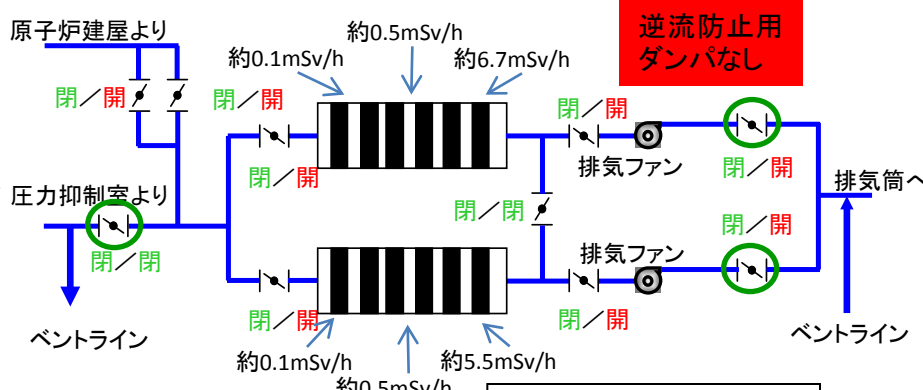 原子炉建屋より
約0.5mSv/h
逆流防止用
ダンパなし
約0.1mSv/h
約6.7mSv/h
閉／開
閉／開
閉／開
閉／開
排気ファン
閉／開
閉／開
圧力抑制室より
閉／閉
排気筒へ
閉／開
閉／閉
排気ファン
閉／開
閉／開
ベントライン
ベントライン
約0.1mSv/h
約5.5mSv/h
約0.5mSv/h